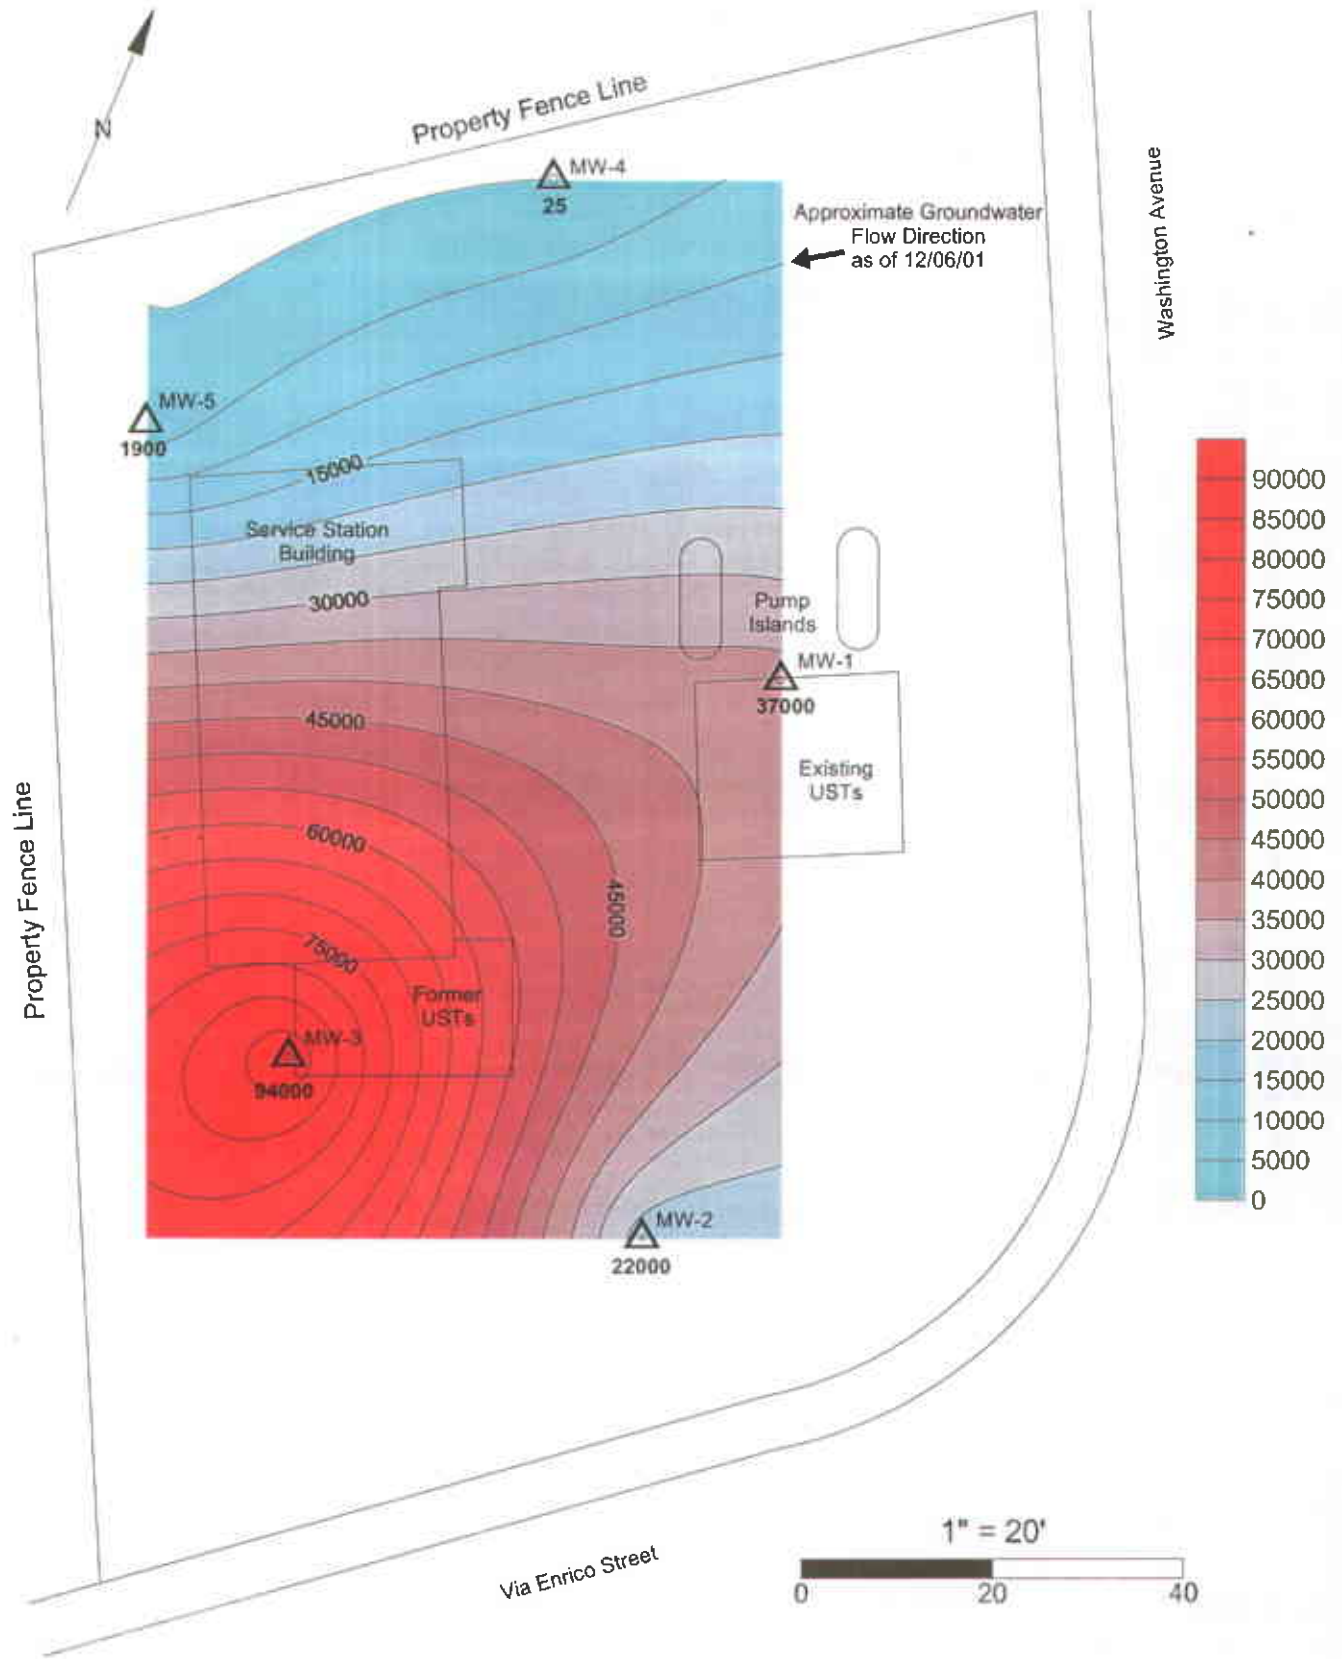 N
Property Fence Line
MW-4
25
Approximate Groundwater
Flow Direction
as of 12/06/01
Washington Avenue
MW-5
1900
15000
Service Station
Building
30000
Pump
Islands
MW-1
37000
45000
Existing
USTs
60000
45000
75000
Former
USTs
MW-3
94000
MW-2
22000
Property Fence Line
90000
85000
80000
75000
70000
65000
60000
55000
50000
45000
40000
35000
30000
25000
20000
15000
10000
5000
0
1" = 20'
0
20
40
Via Enrico Street